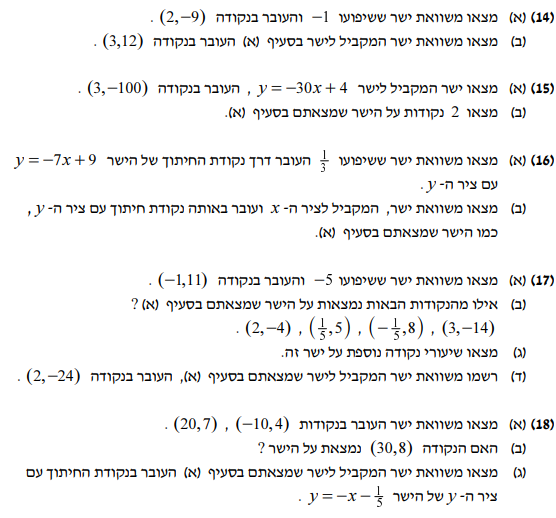 (14) (א) מצאו משוואת ישר ששיפועו −1 והעובר בנקודה (2,−9) .
(ב) מצאו משוואת ישר המקביל לישר בסעיף (א) העובר בנקודה (3,12) .
(15) (א) מצאו ישר המקביל לישר y = −30x + 4 , העובר בנקודה (3,−100) .
(ב) מצאו 2 נקודות על הישר שמצאתם בסעיף (א).
(16) (א) מצאו משוואת ישר ששיפועו 1/3 העובר דרך נקודת החיתוך של הישר y = −7x + 9
עם ציר ה- y .
(ב) מצאו משוואת ישר, המקביל לציר ה- x ועובר באותה נקודת חיתוך עם ציר ה- y ,
כמו הישר שמצאתם בסעיף (א).
(17) (א) מצאו משוואת ישר ששיפועו −5 והעובר בנקודה (−1,11) .
(ב) אילו מהנקודות הבאות נמצאות על הישר שמצאתם בסעיף (א) ?
(3,−14) , (−1/5,8) , (1/5,5) , (2,−4) .
(ג) מצאו שיעורי נקודה נוספת על ישר זה.
(ד) רשמו משוואת ישר המקביל לישר שמצאתם בסעיף (א), העובר בנקודה (2,−24) .
(18) (א) מצאו משוואת ישר העובר בנקודות (−10,4) , (20,7) .
(ב) האם הנקודה (30,8) נמצאת על הישר ?
(ג) מצאו משוואת ישר המקביל לישר שמצאתם בסעיף (א) העובר בנקודת החיתוך עם
ציר ה- y של הישר y = −x − 1/5 .